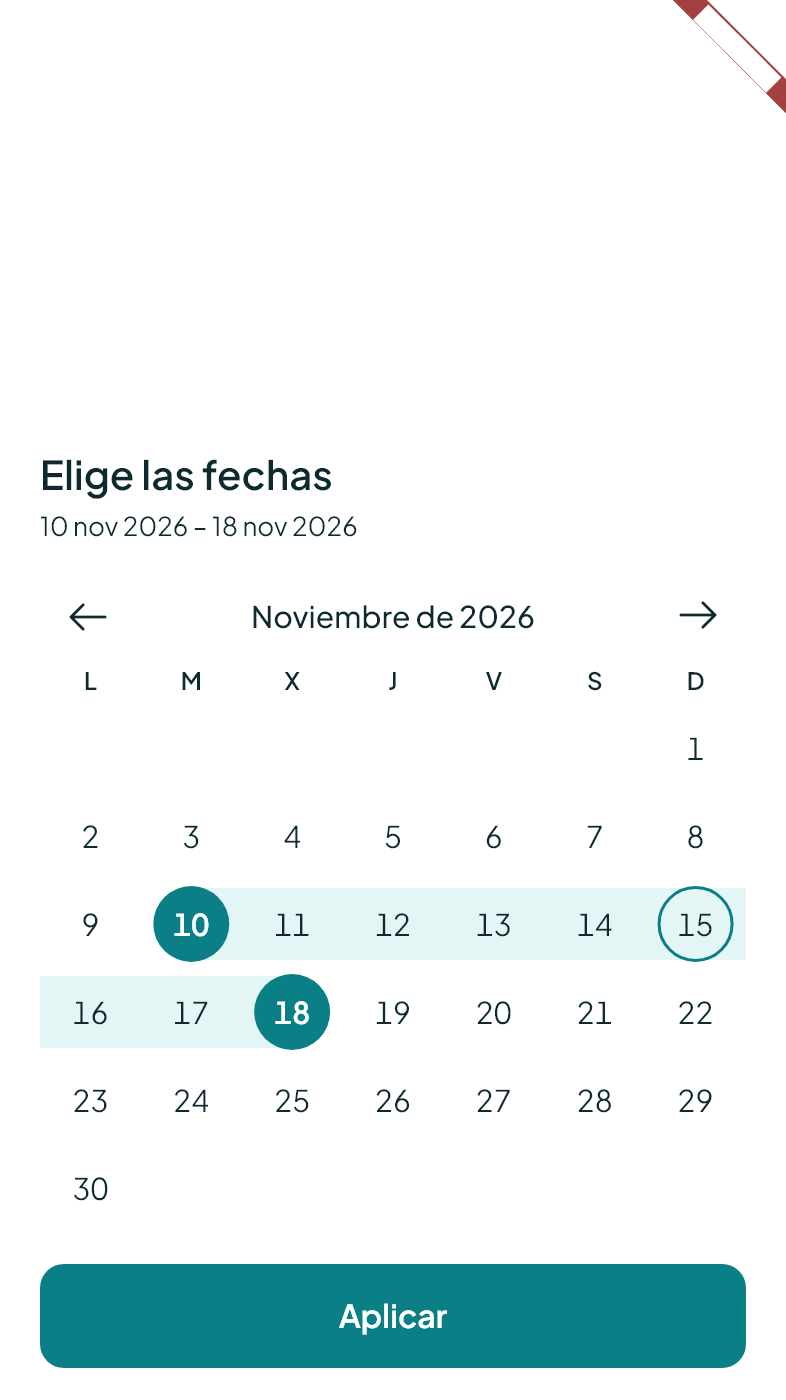 Elige las fechas
10 nov 2026 – 18 nov 2026
Noviembre de 2026
L M X J V S D
1
2 3 4 5 6 7 8
9 10 11 12 13 14 15
16 17 18 19 20 21 22
23 24 25 26 27 28 29
30
Aplicar